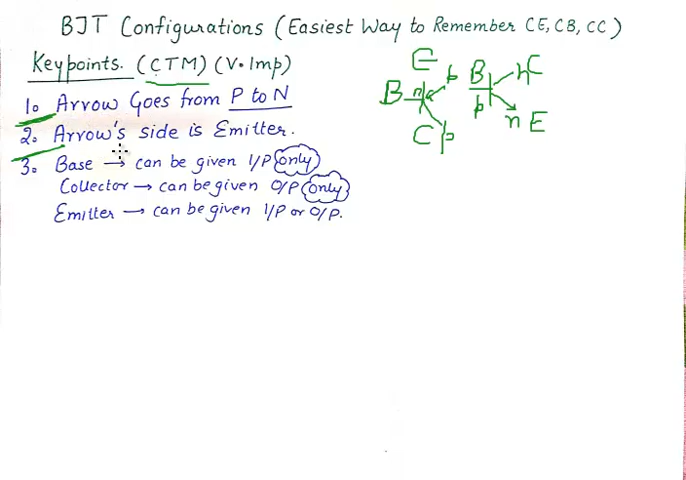 BJT Configurations (Easiest Way to Remember CE, CB, CC)
Keypoints. (CTM) (V. Imp)
1. Arrow Goes from P to N
2. Arrow's side is Emitter.
3. Base → can be given I/P only
Collector → can be given O/P only
Emitter → can be given I/P or O/P.
E
B n p
C p
B n C
p n E